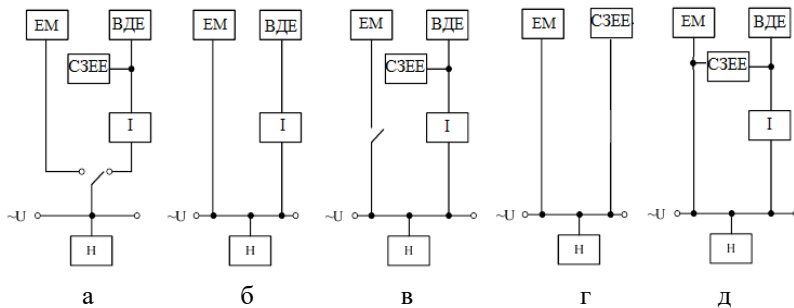 ЕМ ВДЕ ЕМ ВДЕ ЕМ ВДЕ ЕМ СЗЕЕ ЕМ ВДЕ
СЗЕЕ СЗЕЕ СЗЕЕ
I I I I
~U ~U ~U ~U ~U
Н Н Н Н Н
а б в г д